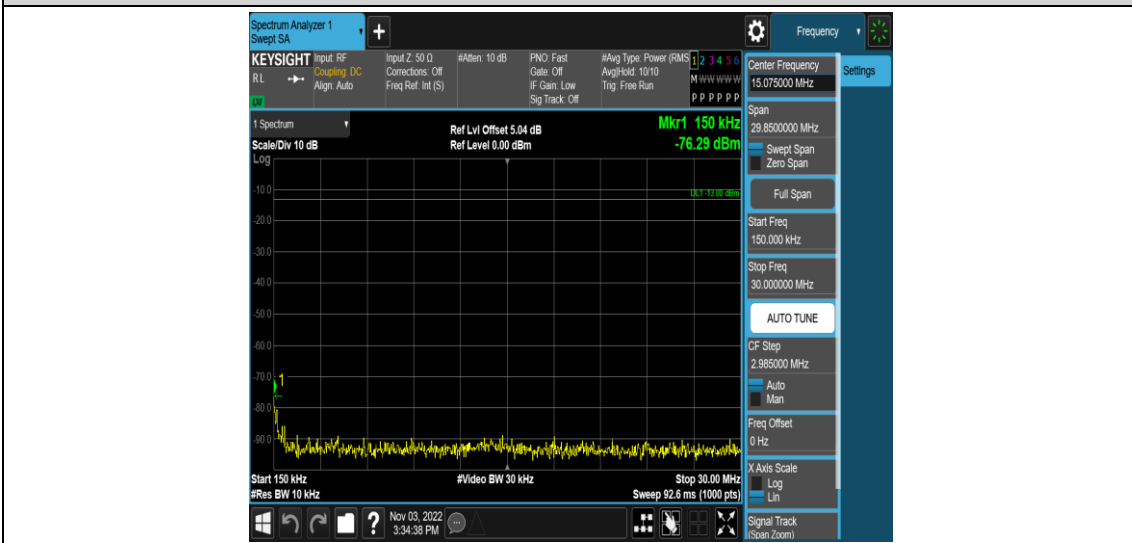 Spectrum Analyzer 1
Swept SA
+
Frequency
KEYSIGHT
RL
LXI
Input: RF
Coupling: DC
Align: Auto
Input Z: 50 Ω
Corrections: Off
Freq Ref: Int (S)
#Atten: 10 dB
PNO: Fast
Gate: Off
IF Gain: Low
Sig Track: Off
#Avg Type: Power (RMS
Avg|Hold: 10/10
Trig: Free Run
1 2 3 4 5 6
M W W W W W
P P P P P P
Center Frequency
15.075000 MHz
Settings
1 Spectrum
Scale/Div 10 dB
Ref Lvl Offset 5.04 dB
Ref Level 0.00 dBm
Mkr1 150 kHz
-76.29 dBm
Log
DL1 -13.00 dBm
-10.0
-20.0
-30.0
-40.0
-50.0
-60.0
-70.0
-80.0
-90.0
1
Start 150 kHz
#Res BW 10 kHz
#Video BW 30 kHz
Stop 30.00 MHz
Sweep 92.6 ms (1000 pts)
Span
29.8500000 MHz
Swept Span
Zero Span
Full Span
Start Freq
150.000 kHz
Stop Freq
30.000000 MHz
AUTO TUNE
CF Step
2.985000 MHz
Auto
Man
Freq Offset
0 Hz
X Axis Scale
Log
Lin
Signal Track
(Span Zoom)
?
Nov 03, 2022
3:34:38 PM